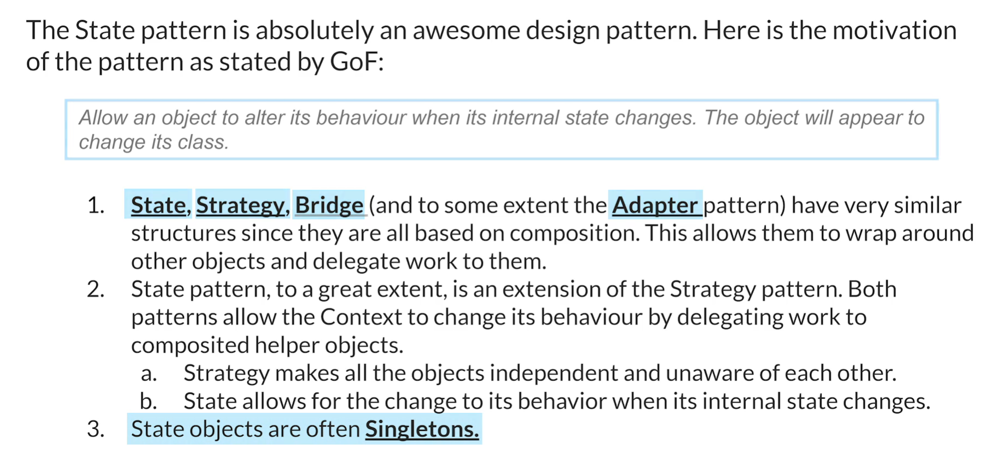 The State pattern is absolutely an awesome design pattern. Here is the motivation
of the pattern as stated by GoF:
Allow an object to alter its behaviour when its internal state changes. The object will appear to
change its class.
1. State, Strategy, Bridge (and to some extent the Adapter pattern) have very similar
structures since they are all based on composition. This allows them to wrap around
other objects and delegate work to them.
2. State pattern, to a great extent, is an extension of the Strategy pattern. Both
patterns allow the Context to change its behaviour by delegating work to
composited helper objects.
a. Strategy makes all the objects independent and unaware of each other.
b. State allows for the change to its behavior when its internal state changes.
3. State objects are often Singletons.